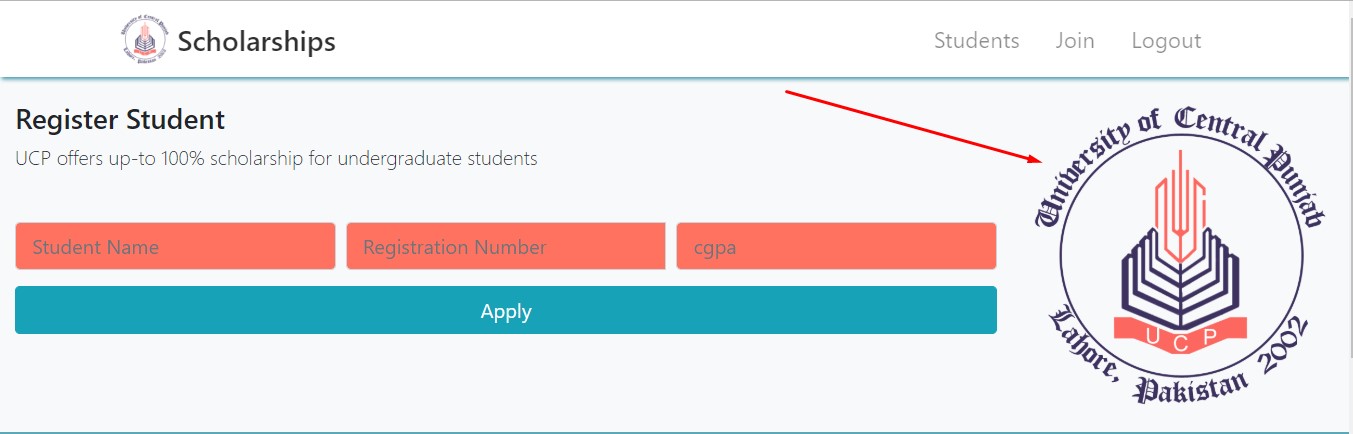 Scholarships
Students
Join
Logout
Register Student
UCP offers up-to 100% scholarship for undergraduate students
Student Name
Registration Number
cgpa
Apply
University of Central Punjab
UCP
Lahore, Pakistan 2002